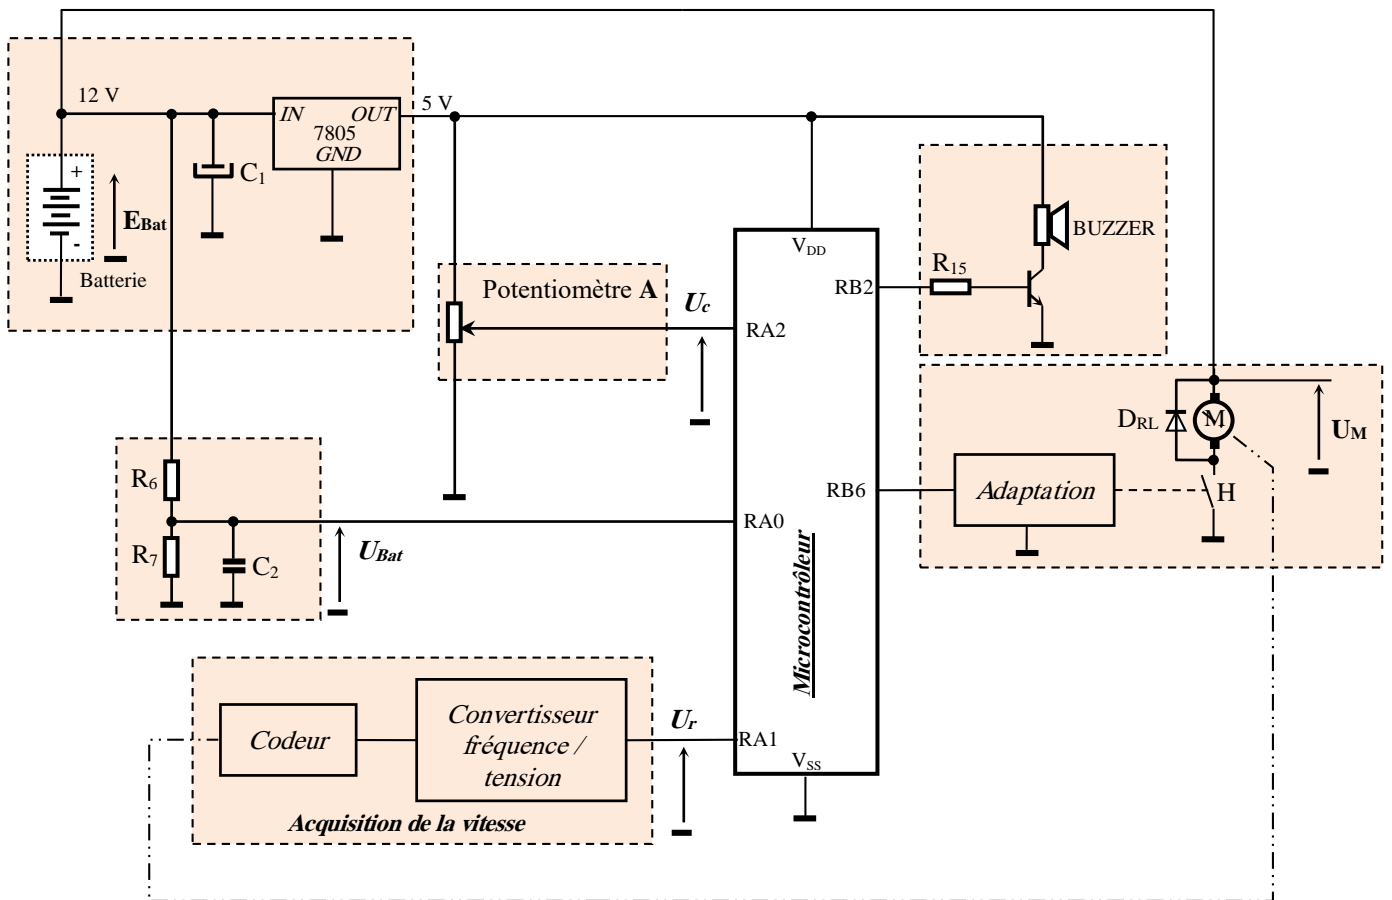 12 V
IN OUT
7805
GND
5 V
C1
+
EBat
-
Batterie
BUZZER
VDD
R15
RB2
Potentiomètre A
Uc
RA2
DRL
M
UM
R6
Adaptation
H
RB6
RA0
R7
C2
UBat
Microcontrôleur
Codeur
Convertisseur
fréquence /
tension
Ur
RA1
VSS
Acquisition de la vitesse